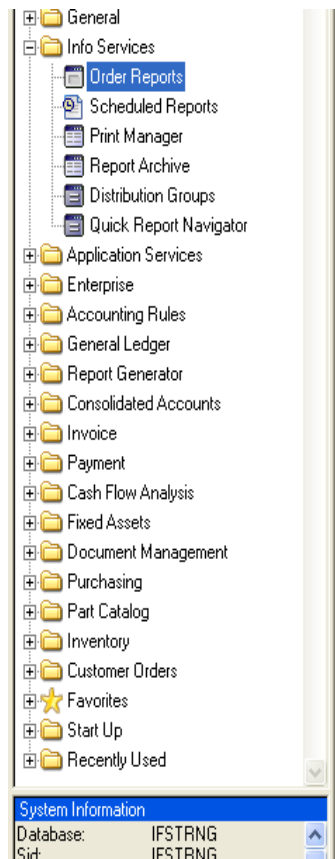 General
Info Services
Order Reports
Scheduled Reports
Print Manager
Report Archive
Distribution Groups
Quick Report Navigator
Application Services
Enterprise
Accounting Rules
General Ledger
Report Generator
Consolidated Accounts
Invoice
Payment
Cash Flow Analysis
Fixed Assets
Document Management
Purchasing
Part Catalog
Inventory
Customer Orders
Favorites
Start Up
Recently Used
System Information
Database: IFSTRNG
Sid: IFSTRNG